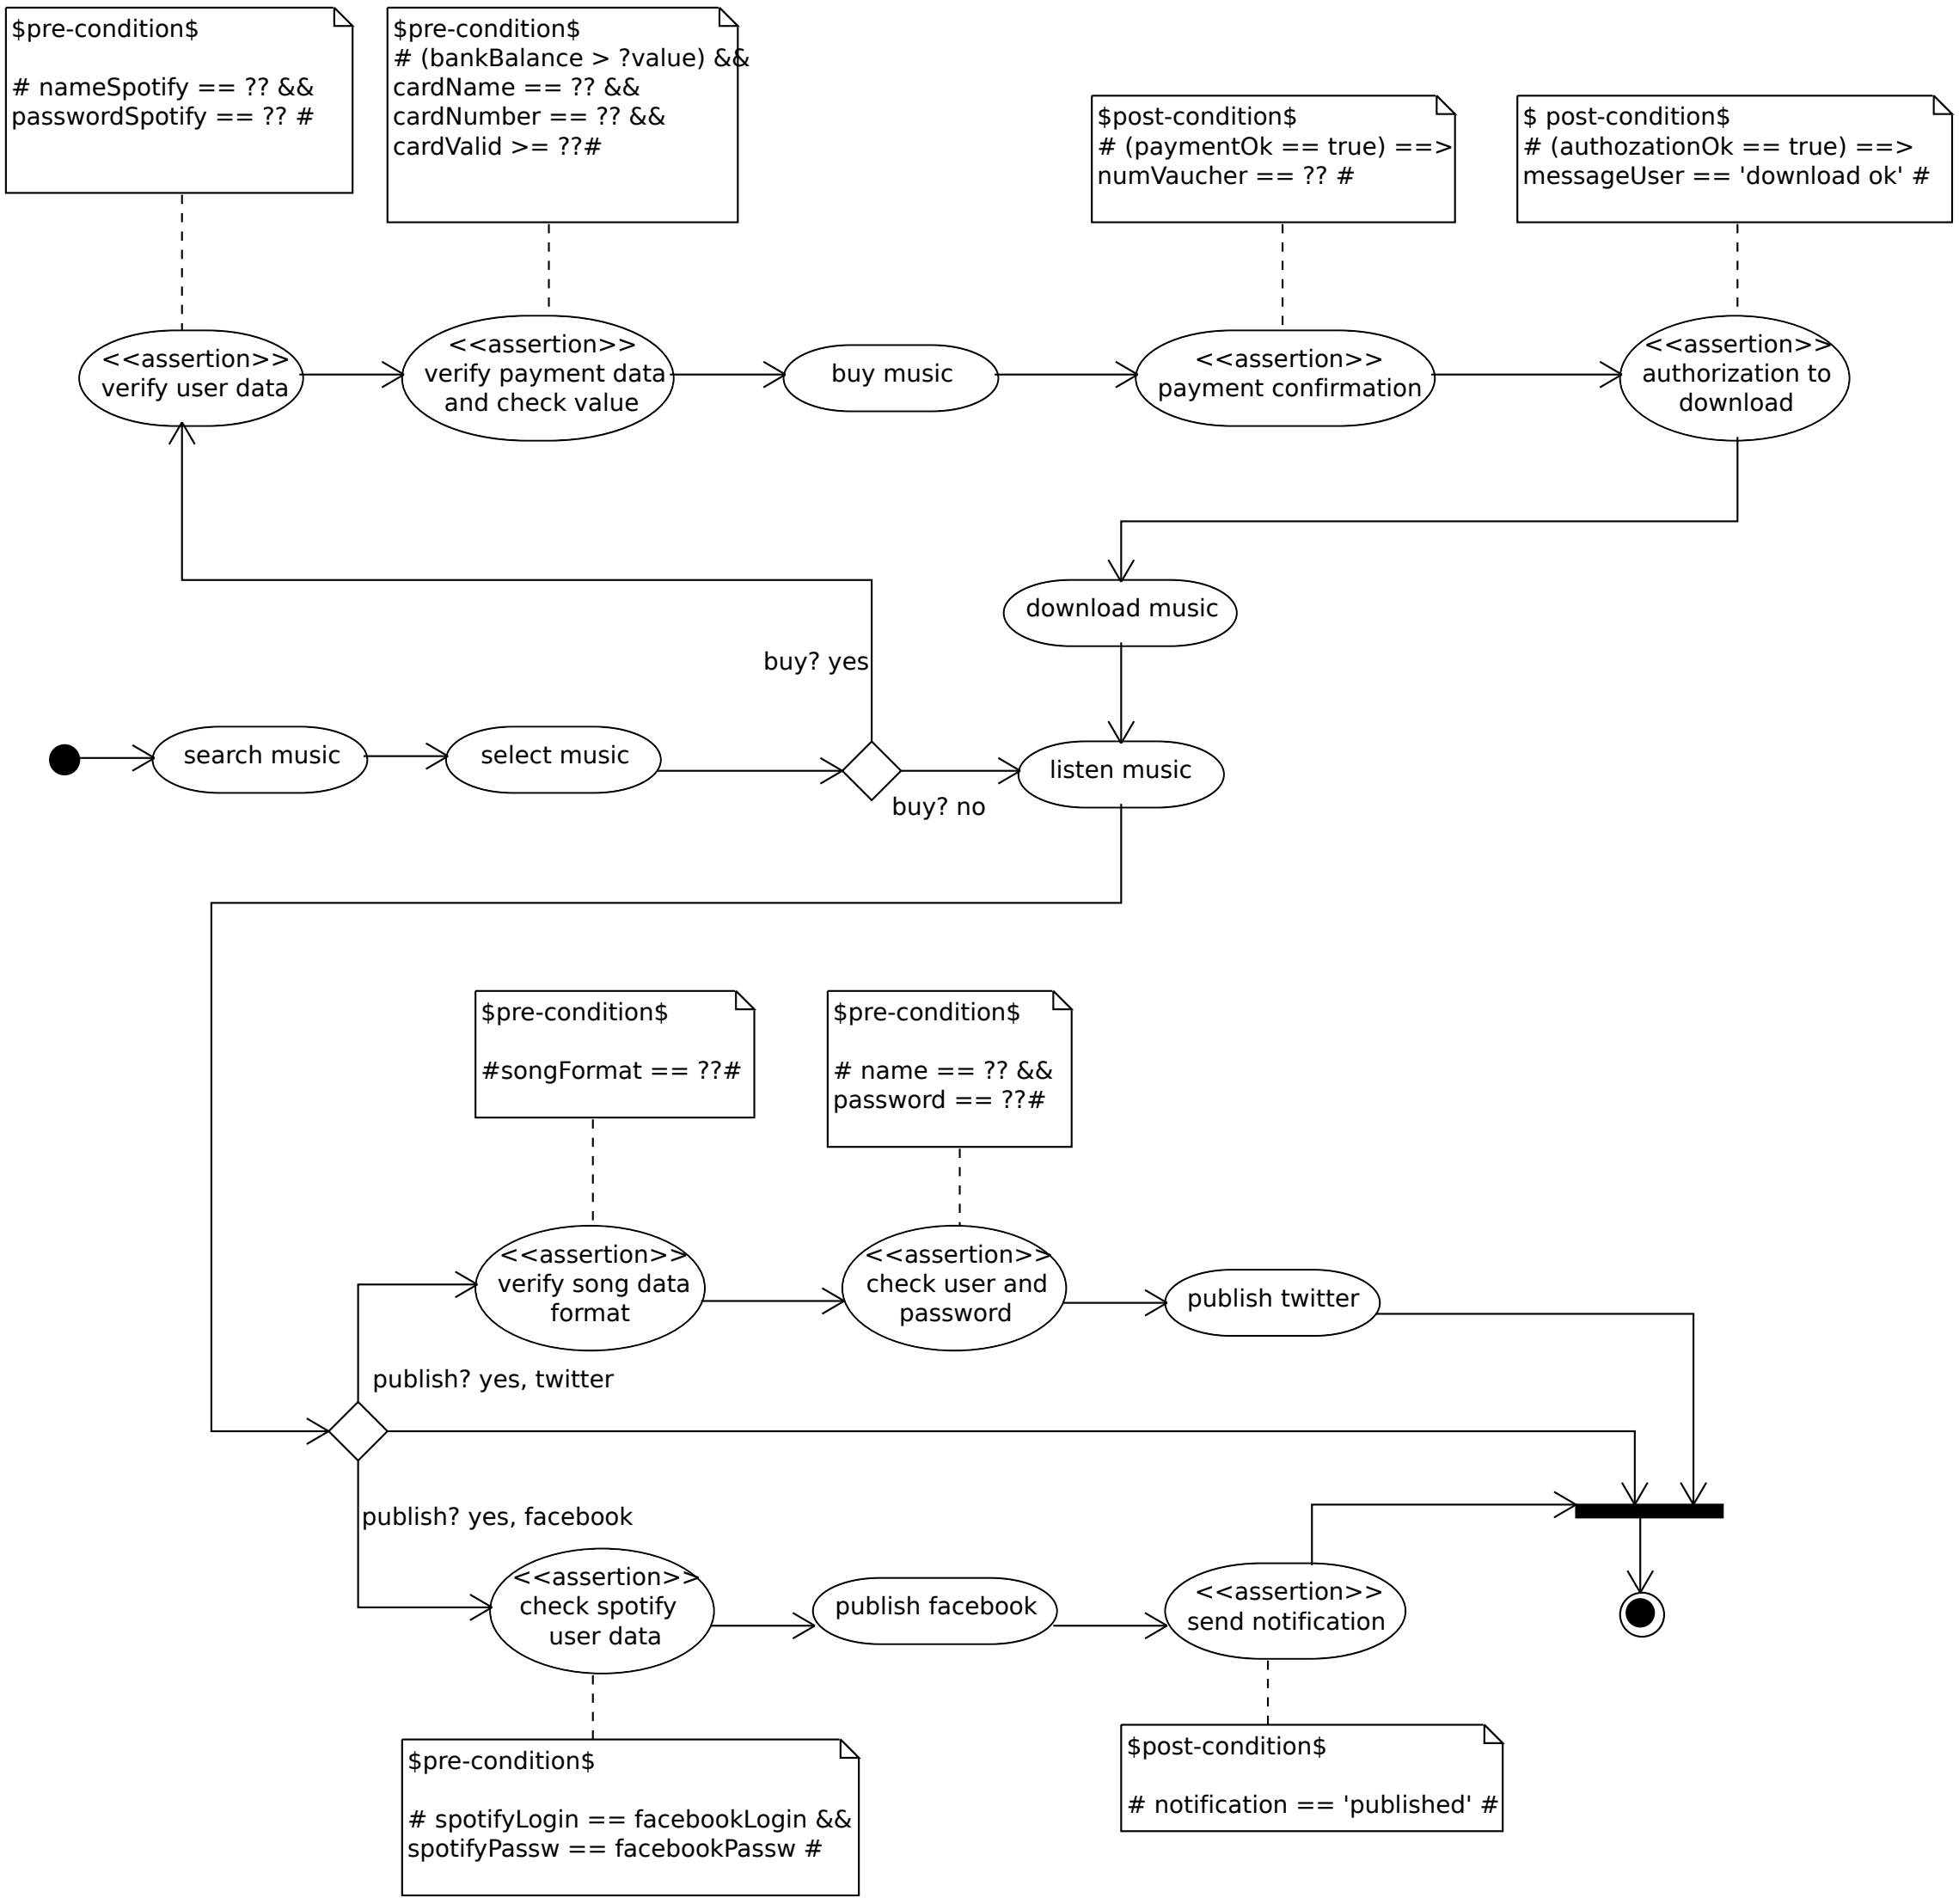 $pre-condition$
# nameSpotify == ?? &&
passwordSpotify == ?? #
$pre-condition$
# (bankBalance > ?value) &&
cardName == ?? &&
cardNumber == ?? &&
cardValid >= ??#
$post-condition$
# (paymentOk == true) ==>
numVaucher == ?? #
$ post-condition$
# (authozationOk == true) ==>
messageUser == 'download ok' #
<<assertion>>
verify user data
<<assertion>>
verify payment data
and check value
buy music
<<assertion>>
payment confirmation
<<assertion>>
authorization to
download
download music
buy? yes
search music
select music
listen music
buy? no
$pre-condition$
#songFormat == ??#
$pre-condition$
# name == ?? &&
password == ??#
<<assertion>>
verify song data
format
<<assertion>>
check user and
password
publish twitter
publish? yes, twitter
publish? yes, facebook
<<assertion>>
check spotify
user data
publish facebook
<<assertion>>
send notification
$pre-condition$
# spotifyLogin == facebookLogin &&
spotifyPassw == facebookPassw #
$post-condition$
# notification == 'published' #